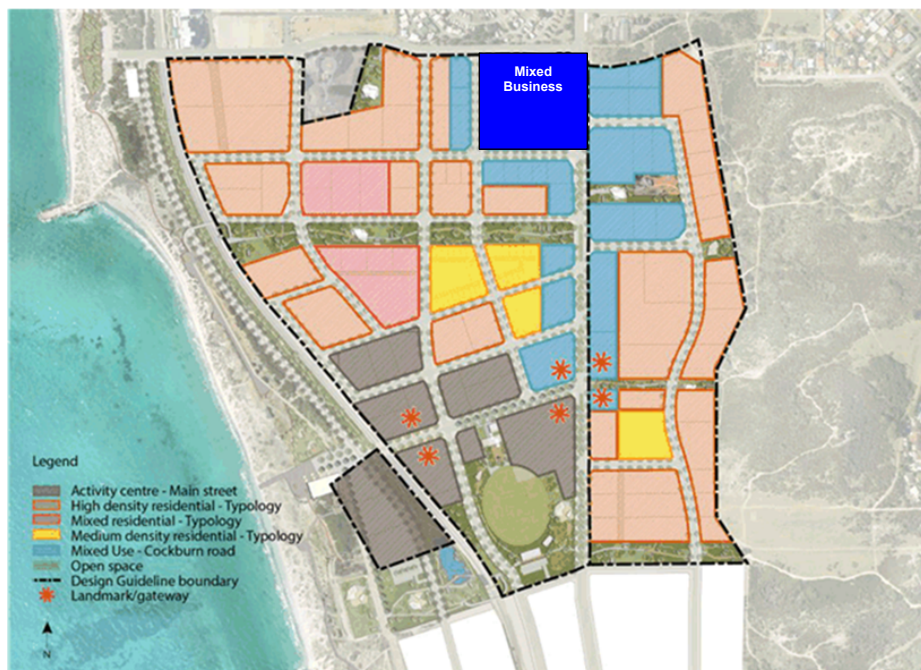 Mixed
Business
Legend
Activity centre - Main street
High density residential - Typology
Mixed residential - Typology
Medium density residential - Typology
Mixed Use - Cockburn road
Open space
Design Guideline boundary
Landmark/gateway
N